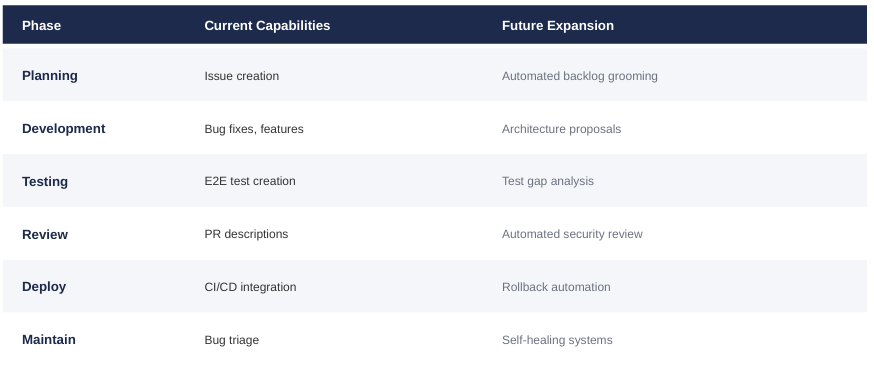 Phase Current Capabilities Future Expansion
Planning Issue creation Automated backlog grooming
Development Bug fixes, features Architecture proposals
Testing E2E test creation Test gap analysis
Review PR descriptions Automated security review
Deploy CI/CD integration Rollback automation
Maintain Bug triage Self-healing systems